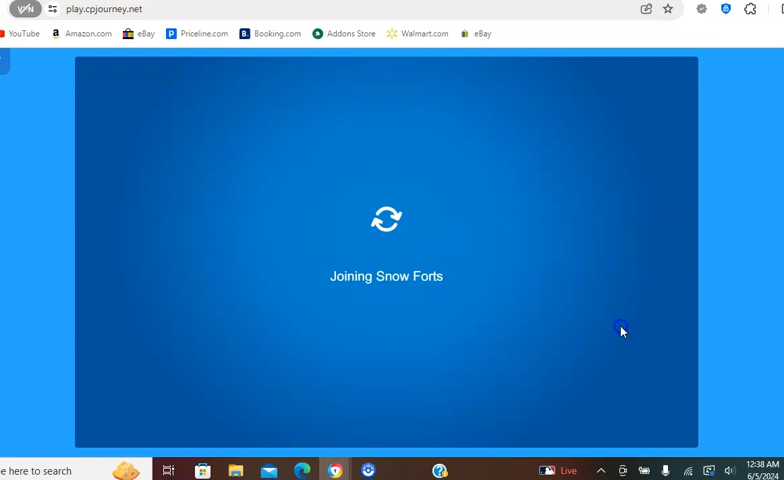 VPN play.cpjourney.net
YouTube Amazon.com eBay Priceline.com Booking.com Addons Store Walmart.com eBay
Joining Snow Forts
e here to search Live 12:38 AM
6/5/2024